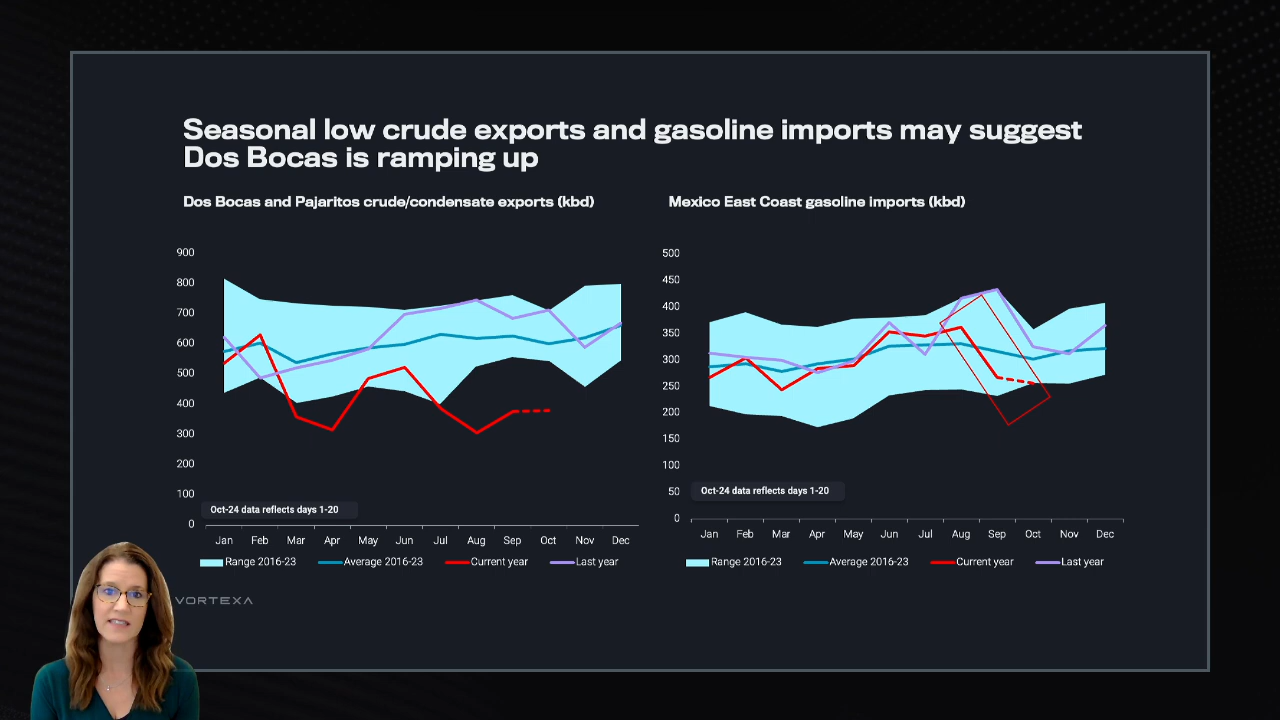 Seasonal low crude exports and gasoline imports may suggest
Dos Bocas is ramping up
Dos Bocas and Pajaritos crude/condensate exports (kbd)
900
800
700
600
500
400
300
200
100
0
Oct-24 data reflects days 1-20
Jan Feb Mar Apr May Jun Jul Aug Sep Oct Nov Dec
Range 2016-23 Average 2016-23 Current year Last year
Mexico East Coast gasoline imports (kbd)
500
450
400
350
300
250
200
150
100
50
0
Oct-24 data reflects days 1-20
Jan Feb Mar Apr May Jun Jul Aug Sep Oct Nov Dec
Range 2016-23 Average 2016-23 Current year Last year
VORTEXA